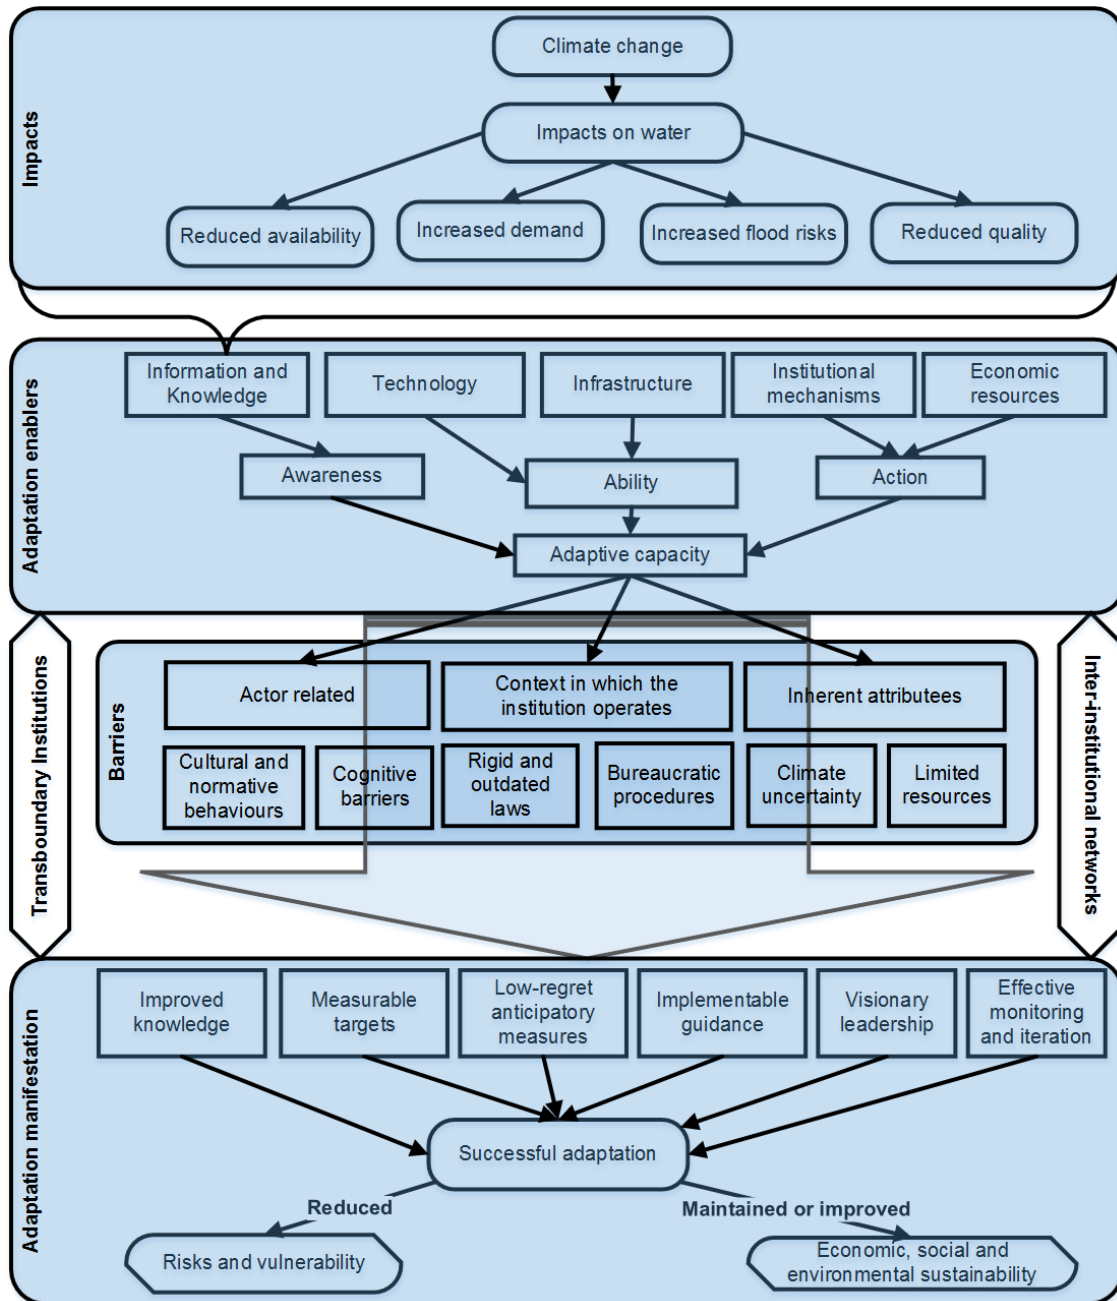 Impacts
Climate change
Impacts on water
Reduced availability
Increased demand
Increased flood risks
Reduced quality
Adaptation enablers
Information and
Knowledge
Technology
Infrastructure
Institutional
mechanisms
Economic
resources
Awareness
Ability
Action
Adaptive capacity
Transboundary Institutions
Inter-institutional networks
Barriers
Actor related
Context in which the
institution operates
Inherent attributees
Cultural and
normative
behaviours
Cognitive
barriers
Rigid and
outdated
laws
Bureaucratic
procedures
Climate
uncertainty
Limited
resources
Adaptation manifestation
Improved
knowledge
Measurable
targets
Low-regret
anticipatory
measures
Implementable
guidance
Visionary
leadership
Effective
monitoring
and iteration
Successful adaptation
Reduced
Maintained or improved
Risks and vulnerability
Economic, social and
environmental sustainability